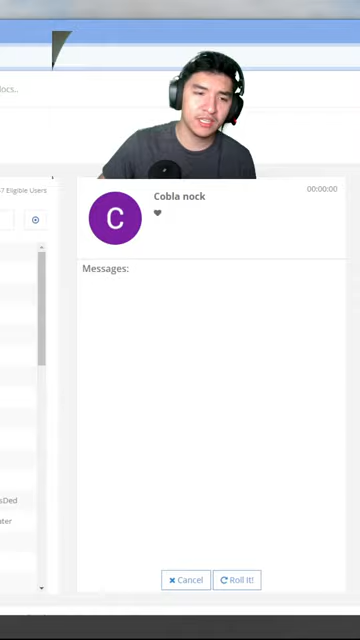 ocs..
7 Eligible Users
C
Cobla nock
00:00:00
Messages:
sDed
ater
Cancel
Roll It!